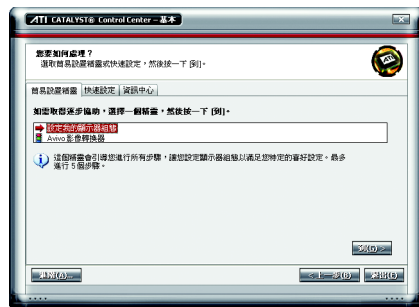 ATI CATALYST® Control Center – 基本
您要如何處理？
選取簡易設置精靈或快速設定，然後按一下 [到]。
簡易設置精靈 快速設定 資訊中心
如需取得逐步協助，選擇一個精靈，然後按一下 [到]。
設定我的顯示器組態
Avivo 影像轉換器
這個精靈會引導您進行所有步驟，讓您設定顯示器組態以滿足您特定的喜好設定。最多
進行 5 個步驟。
到(G) >
進階(A)...
< 上一步(B)